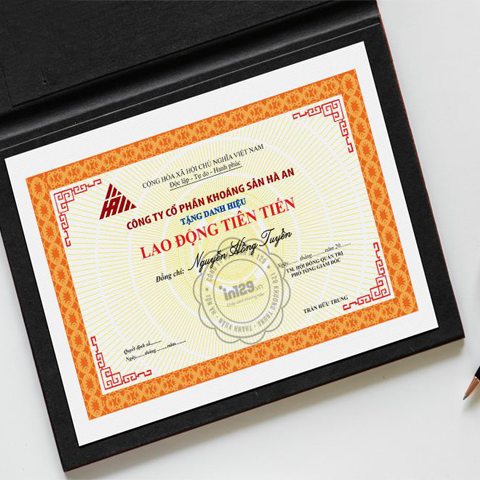 CỘNG HÒA XÃ HỘI CHỦ NGHĨA VIỆT NAM
Độc lập - Tự do - Hạnh phúc
CÔNG TY CỔ PHẦN KHOÁNG SẢN HÀ AN
TẶNG DANH HIỆU
LAO ĐỘNG TIÊN TIẾN
Đồng chí: Nguyễn Hồng Tuyến
Ngày...... tháng ...... năm 20...
TM. HỘI ĐỒNG QUẢN TRỊ
PHÓ TỔNG GIÁM ĐỐC
in129
TRẦN HỮU TRUNG
Quyết định số......
Ngày......tháng......năm......